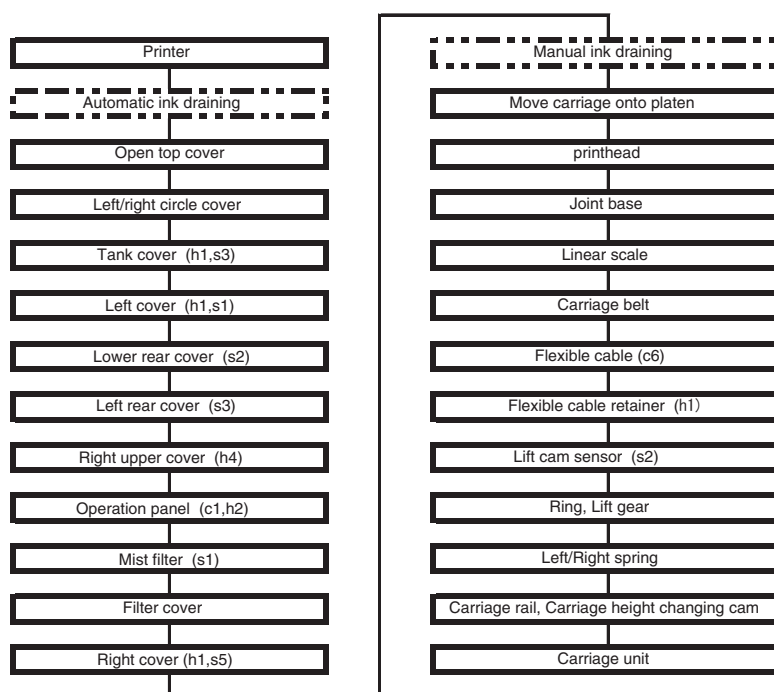 Printer
Automatic ink draining
Open top cover
Left/right circle cover
Tank cover (h1,s3)
Left cover (h1,s1)
Lower rear cover (s2)
Left rear cover (s3)
Right upper cover (h4)
Operation panel (c1,h2)
Mist filter (s1)
Filter cover
Right cover (h1,s5)
Manual ink draining
Move carriage onto platen
printhead
Joint base
Linear scale
Carriage belt
Flexible cable (c6)
Flexible cable retainer (h1)
Lift cam sensor (s2)
Ring, Lift gear
Left/Right spring
Carriage rail, Carriage height changing cam
Carriage unit